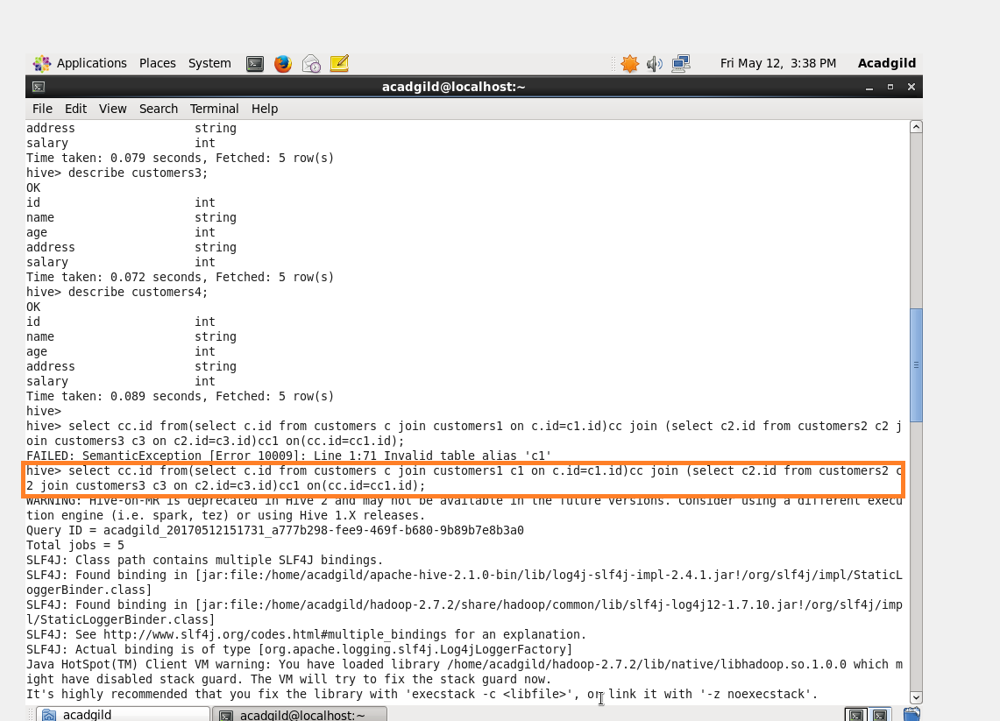 Applications Places System Fri May 12, 3:38 PM Acadgild
acadgild@localhost:~
File Edit View Search Terminal Help
address string
salary int
Time taken: 0.079 seconds, Fetched: 5 row(s)
hive> describe customers3;
OK
id int
name string
age int
address string
salary int
Time taken: 0.072 seconds, Fetched: 5 row(s)
hive> describe customers4;
OK
id int
name string
age int
address string
salary int
Time taken: 0.089 seconds, Fetched: 5 row(s)
hive>
hive> select cc.id from(select c.id from customers c join customers1 on c.id=c1.id)cc join (select c2.id from customers2 c2 j
oin customers3 c3 on c2.id=c3.id)cc1 on(cc.id=cc1.id);
FAILED: SemanticException [Error 10009]: Line 1:71 Invalid table alias 'c1'
hive> select cc.id from(select c.id from customers c join customers1 c1 on c.id=c1.id)cc join (select c2.id from customers2 c
2 join customers3 c3 on c2.id=c3.id)cc1 on(cc.id=cc1.id);
WARNING: Hive-on-MR is deprecated in Hive 2 and may not be available in the future versions. Consider using a different execu
tion engine (i.e. spark, tez) or using Hive 1.X releases.
Query ID = acadgild_20170512151731_a777b298-fee9-469f-b680-9b89b7e8b3a0
Total jobs = 5
SLF4J: Class path contains multiple SLF4J bindings.
SLF4J: Found binding in [jar:file:/home/acadgild/apache-hive-2.1.0-bin/lib/log4j-slf4j-impl-2.4.1.jar!/org/slf4j/impl/StaticL
oggerBinder.class]
SLF4J: Found binding in [jar:file:/home/acadgild/hadoop-2.7.2/share/hadoop/common/lib/slf4j-log4j12-1.7.10.jar!/org/slf4j/imp
l/StaticLoggerBinder.class]
SLF4J: See http://www.slf4j.org/codes.html#multiple_bindings for an explanation.
SLF4J: Actual binding is of type [org.apache.logging.slf4j.Log4jLoggerFactory]
Java HotSpot(TM) Client VM warning: You have loaded library /home/acadgild/hadoop-2.7.2/lib/native/libhadoop.so.1.0.0 which m
ight have disabled stack guard. The VM will try to fix the stack guard now.
It's highly recommended that you fix the library with 'execstack -c <libfile>', or link it with '-z noexecstack'.
acadgild acadgild@localhost:~